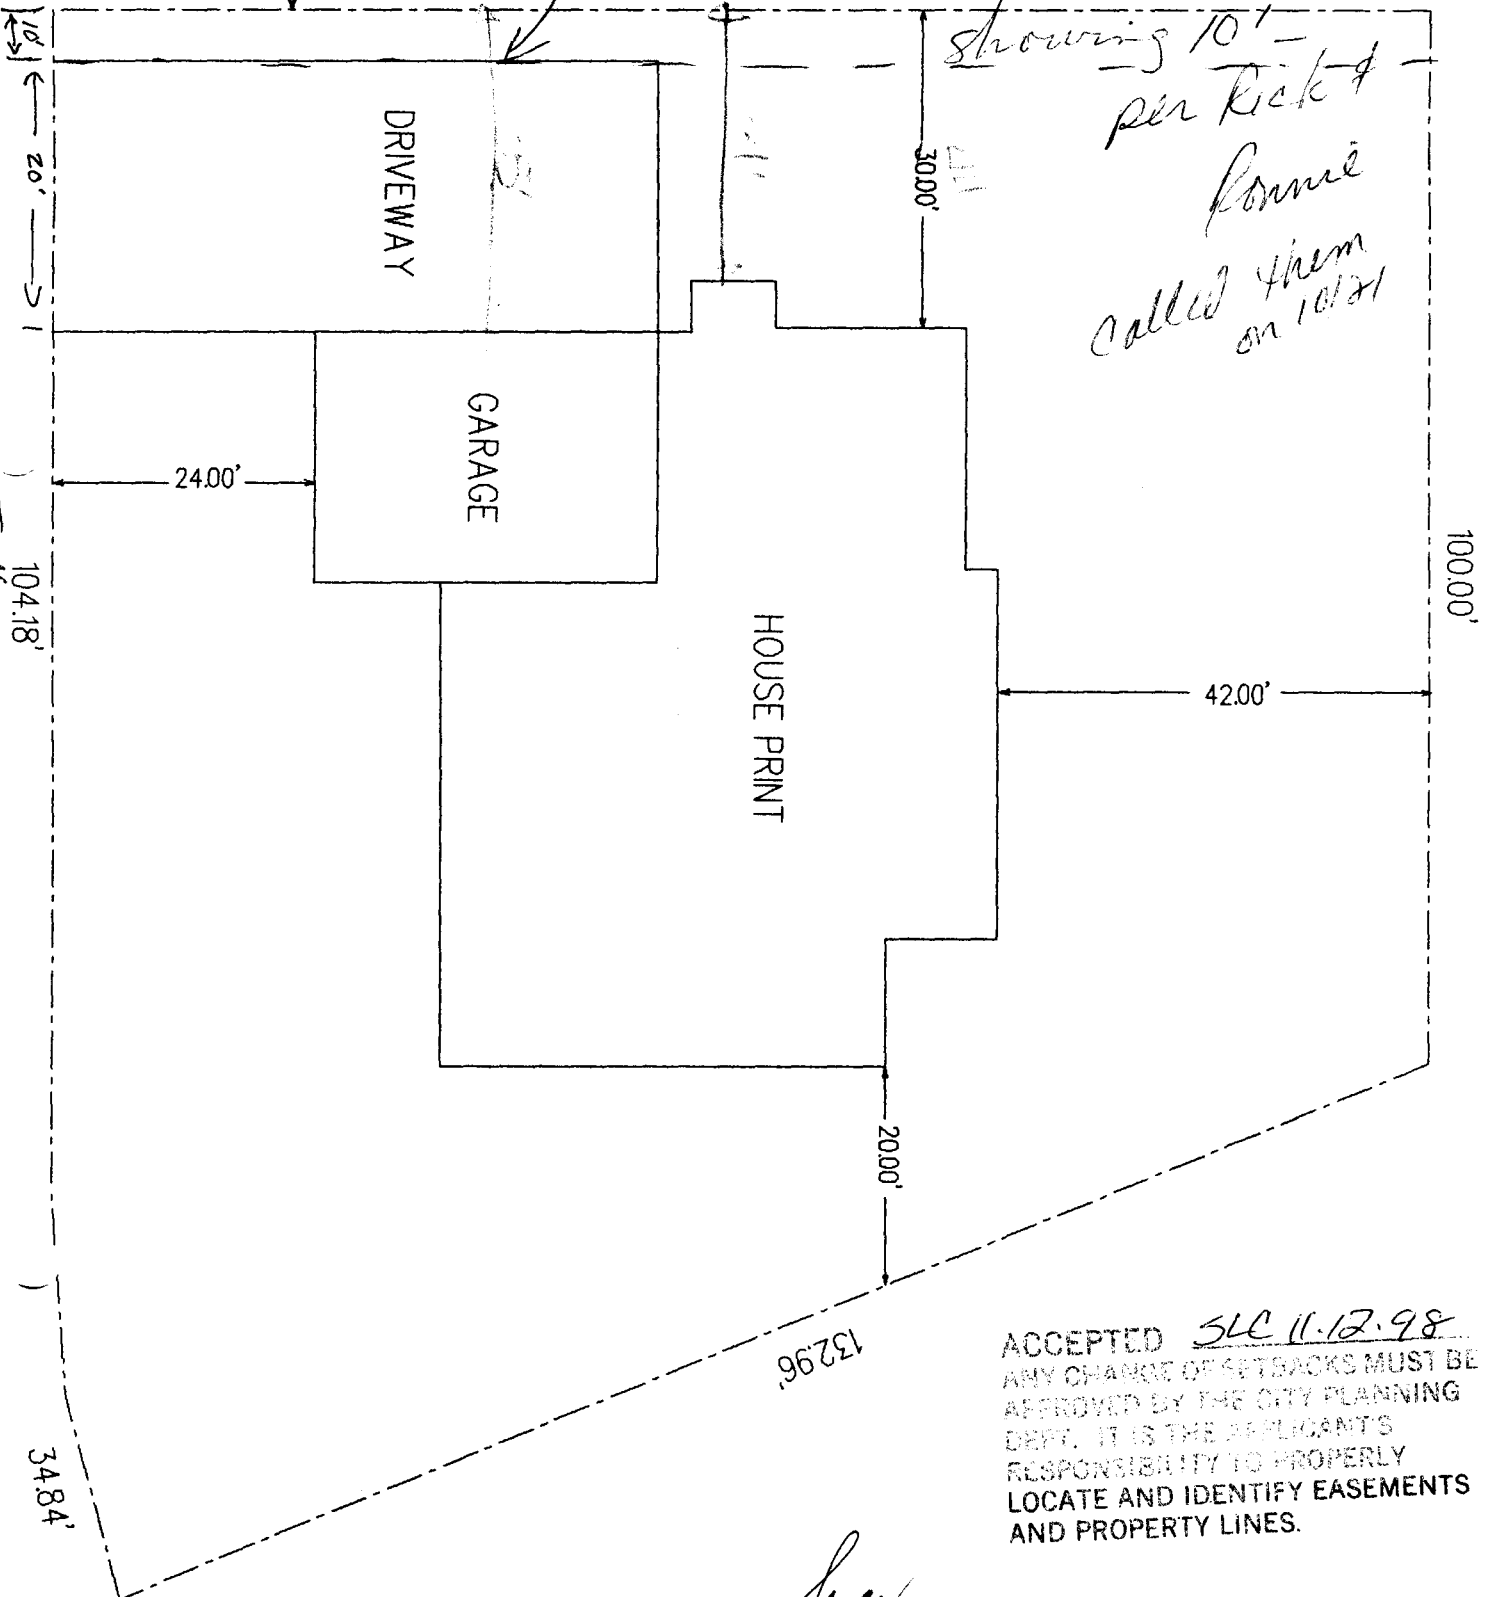 showing 10' -
per Rick &
Ronnie
called them
on 10/21
10'
20'
DRIVEWAY
30.00'
GARAGE
24.00'
100.00'
104.18'
HOUSE PRINT
42.00'
20.00'
132.96'
34.84'
ACCEPTED SLC 11.12.98
ANY CHANGE OF SETBACKS MUST BE
APPROVED BY THE CITY PLANNING
DEPT. IT IS THE APPLICANT'S
RESPONSIBILITY TO PROPERLY
LOCATE AND IDENTIFY EASEMENTS
AND PROPERTY LINES.